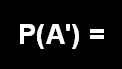 P(A') =